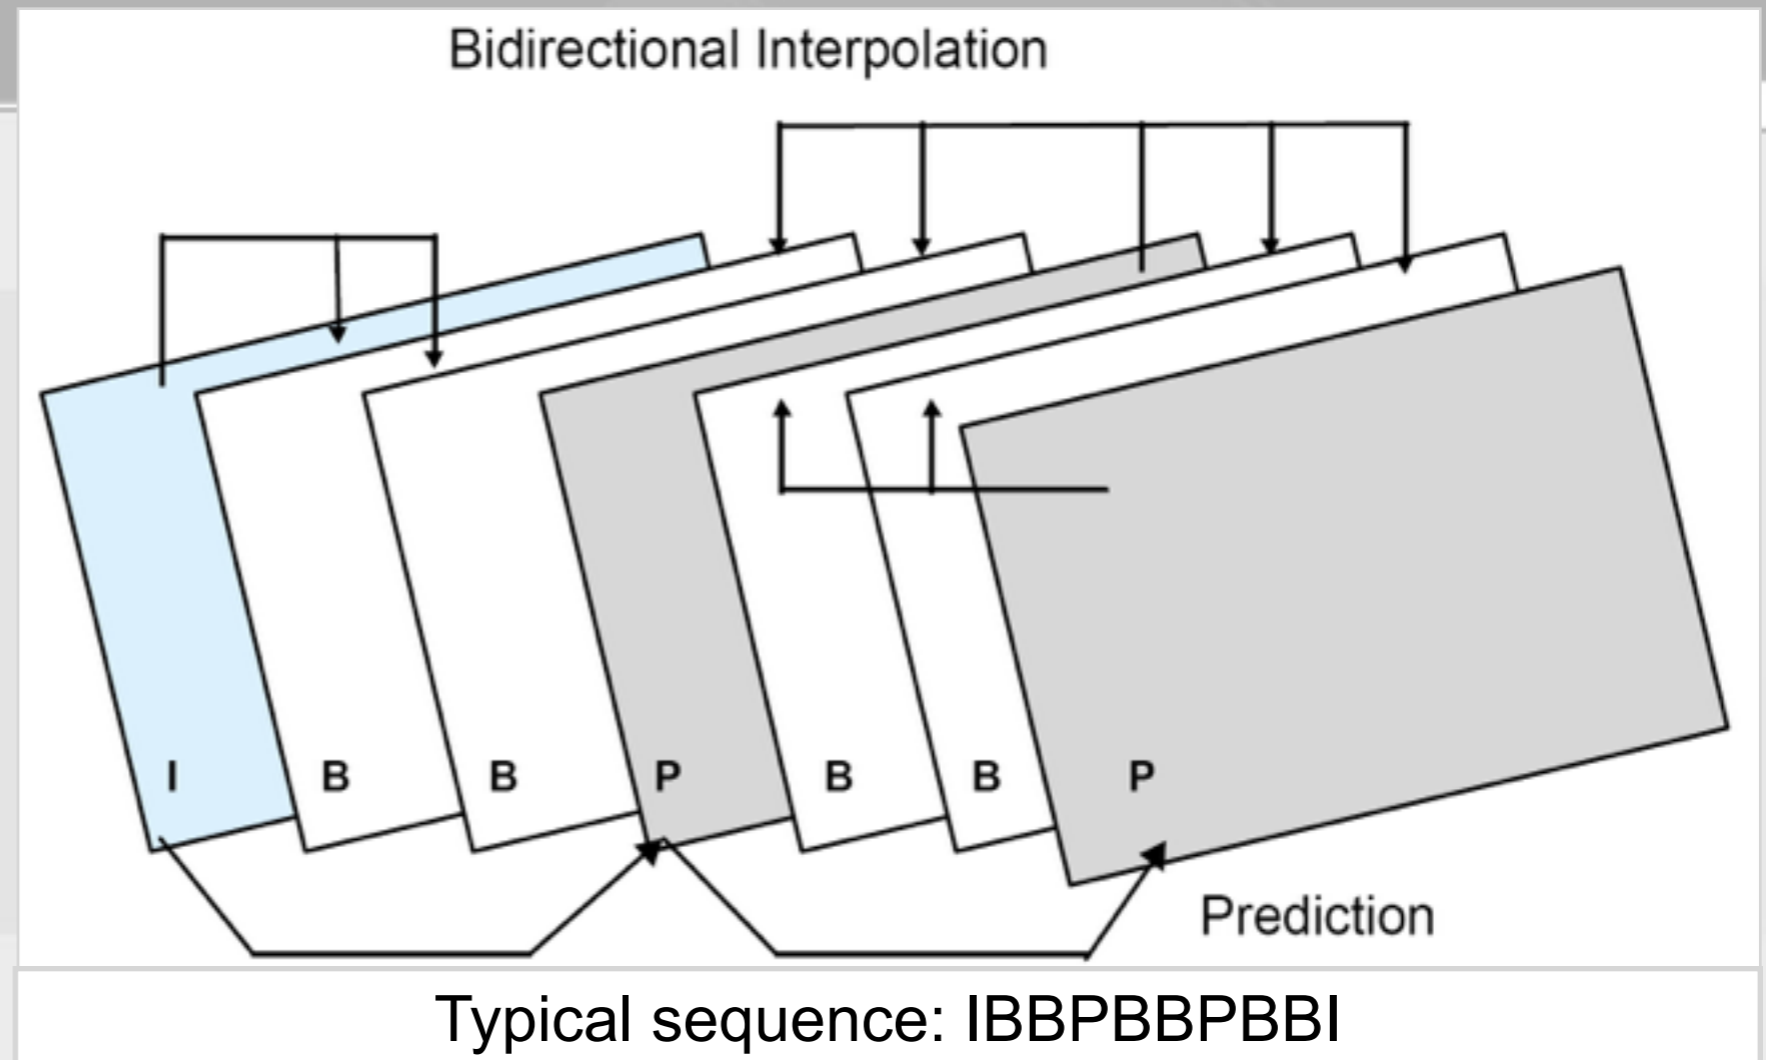 Bidirectional Interpolation
I B B P B B P
Prediction
Typical sequence: IBBPBBPBBI